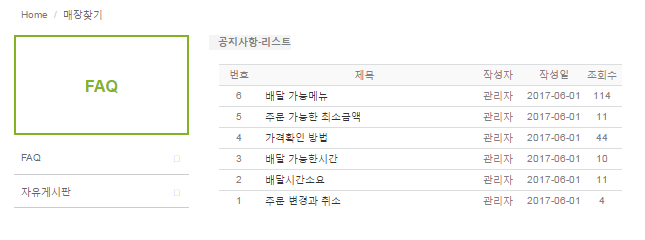 Home / 매장찾기
FAQ
FAQ
자유게시판
공지사항-리스트
번호 제목 작성자 작성일 조회수
6 배달 가능메뉴 관리자 2017-06-01 114
5 주문 가능한 최소금액 관리자 2017-06-01 11
4 가격확인 방법 관리자 2017-06-01 44
3 배달 가능한시간 관리자 2017-06-01 10
2 배달시간소요 관리자 2017-06-01 11
1 주문 변경과 취소 관리자 2017-06-01 4